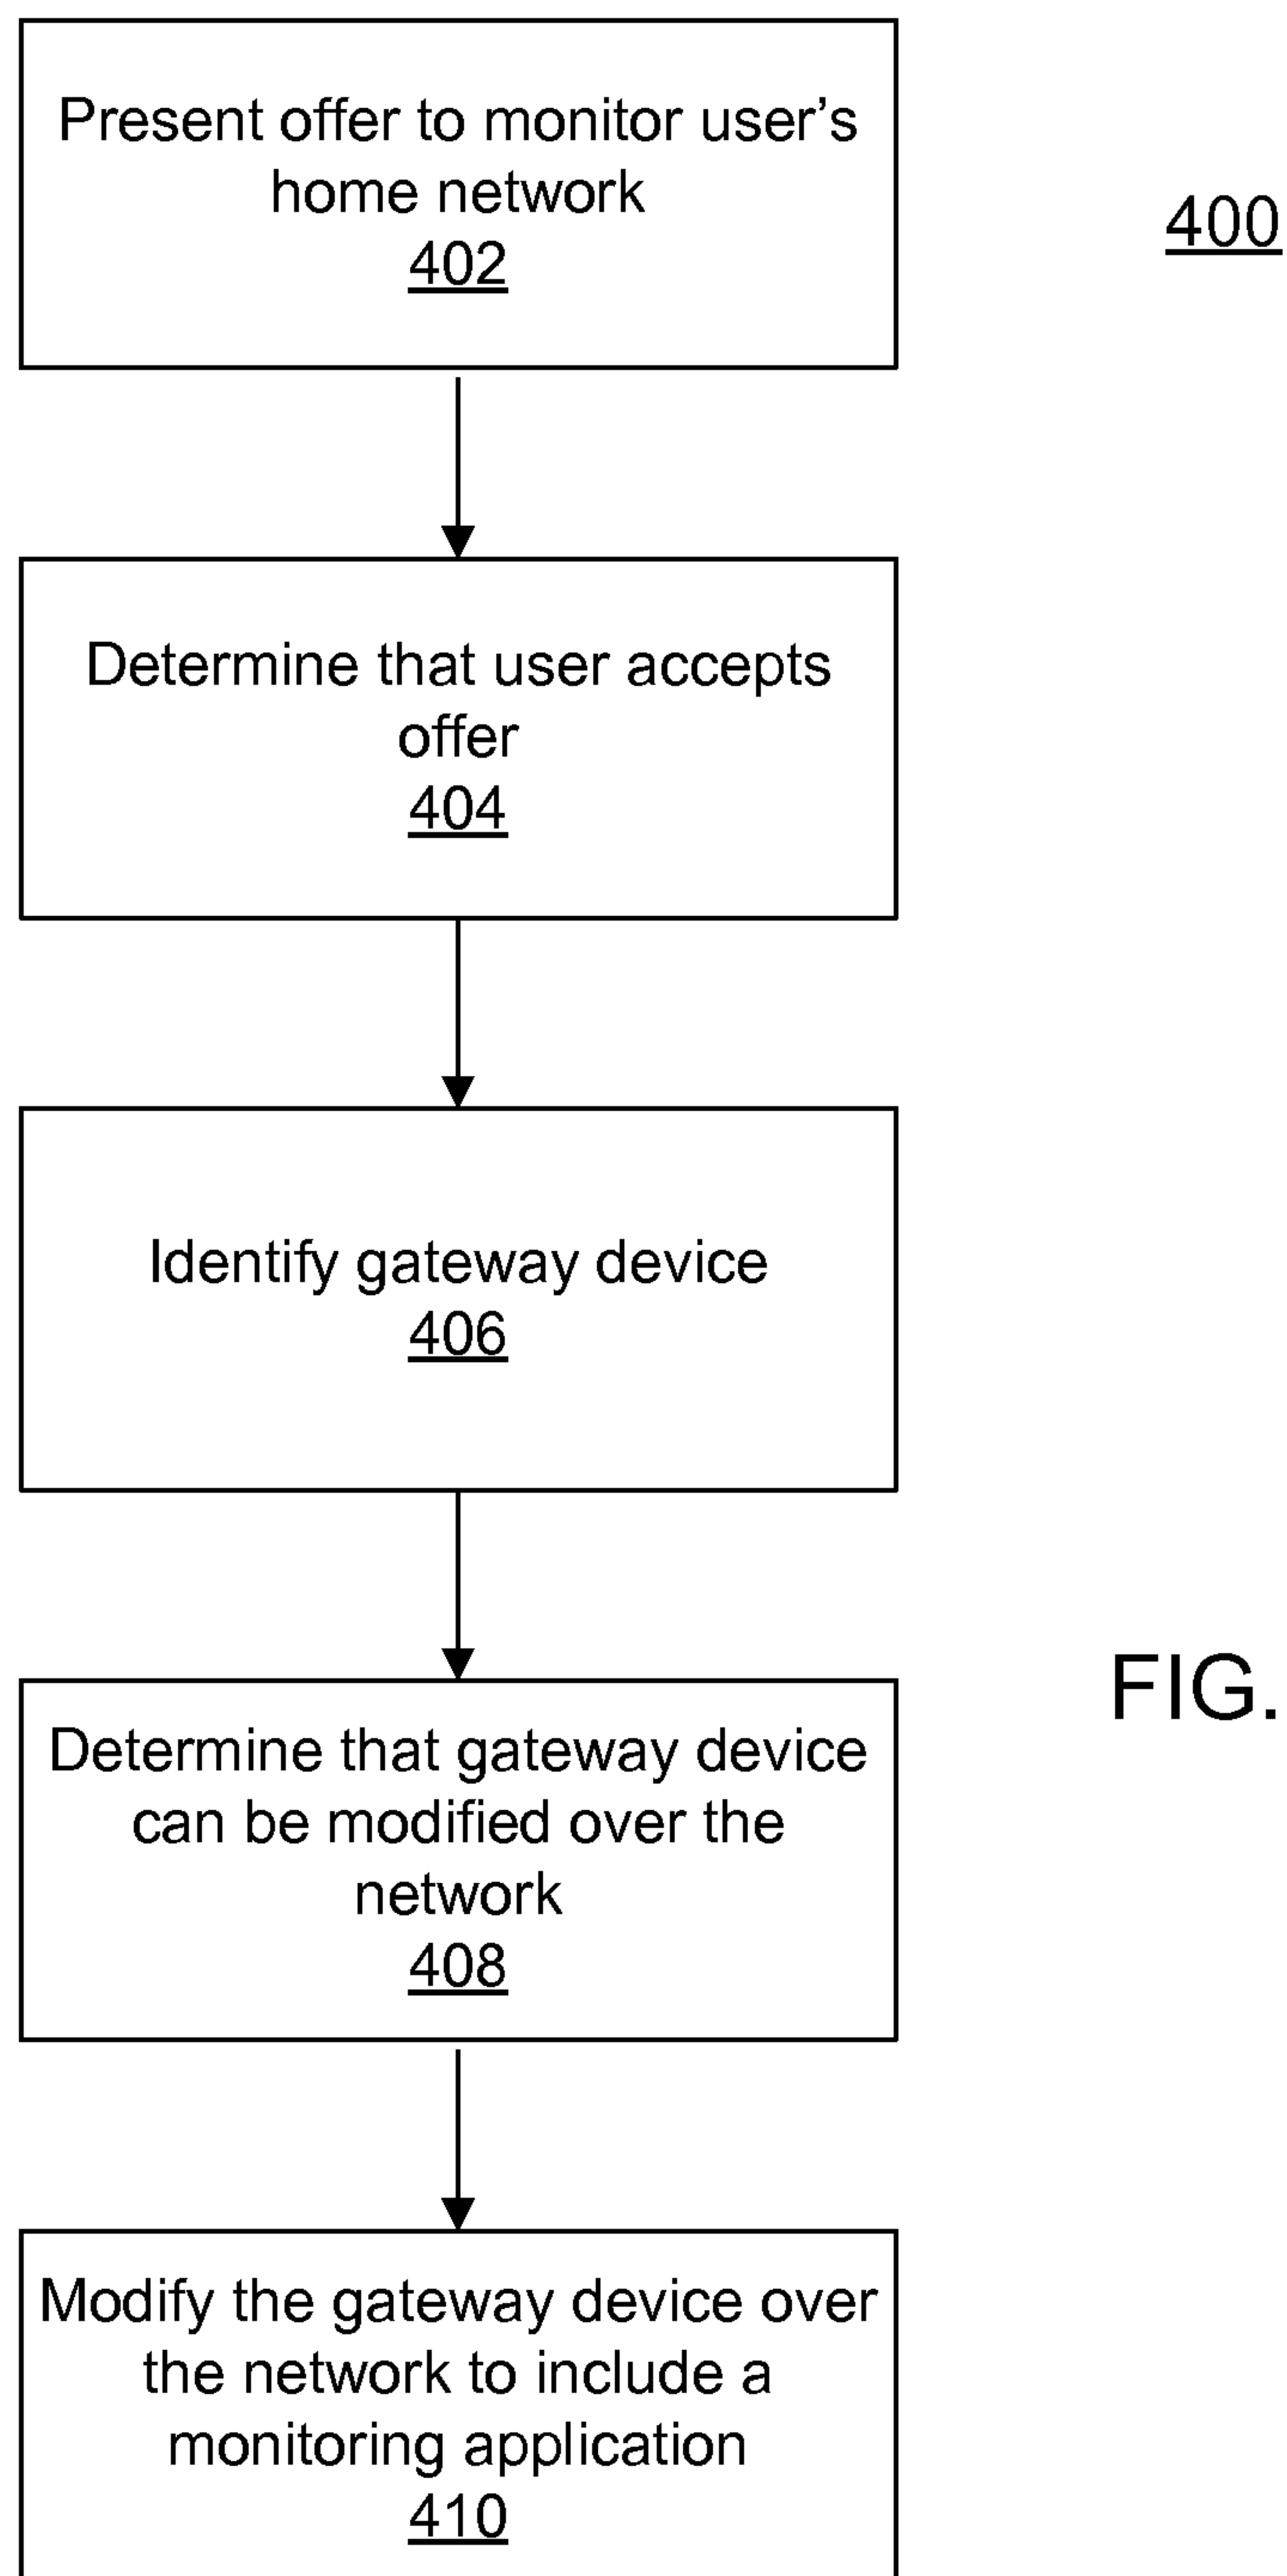 Present offer to monitor user’s
home network
402
400
Determine that user accepts
offer
404
Identify gateway device
406
FIG.
Determine that gateway device
can be modified over the
network
408
Modify the gateway device over
the network to include a
monitoring application
410